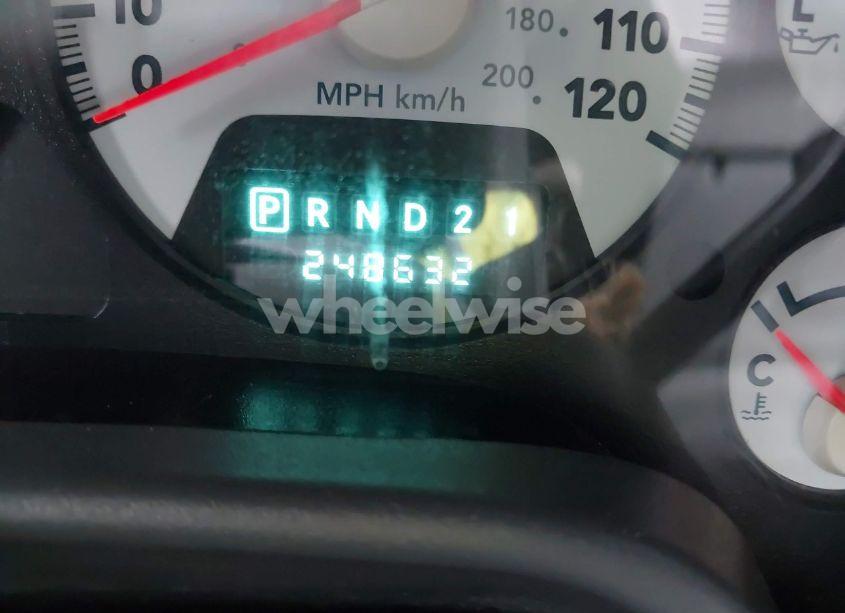 10
180. 110
L
0
200. 120
MPH km/h
P R N D 2 1
248632
wheelwise
C